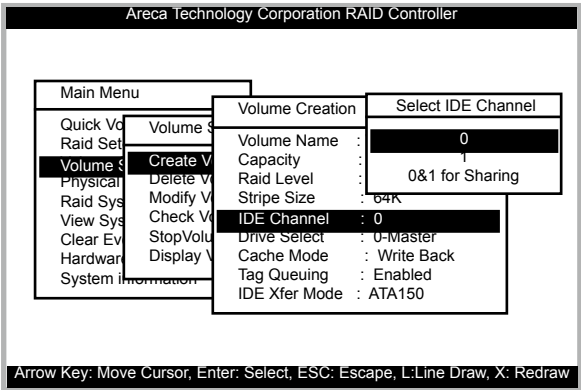 Areca Technology Corporation RAID Controller
Main Menu
Quick Vo
Raid Set
Volume S
Physical
Raid Sys
View Sys
Clear Ev
Hardware
System information
Volume S
Create V
Delete V
Modify V
Check Vo
StopVolu
Display V
Volume Creation
Volume Name :
Capacity :
Raid Level :
Stripe Size : 64K
IDE Channel : 0
Drive Select : 0-Master
Cache Mode : Write Back
Tag Queuing : Enabled
IDE Xfer Mode : ATA150
Select IDE Channel
0
1
0&1 for Sharing
Arrow Key: Move Cursor, Enter: Select, ESC: Escape, L:Line Draw, X: Redraw